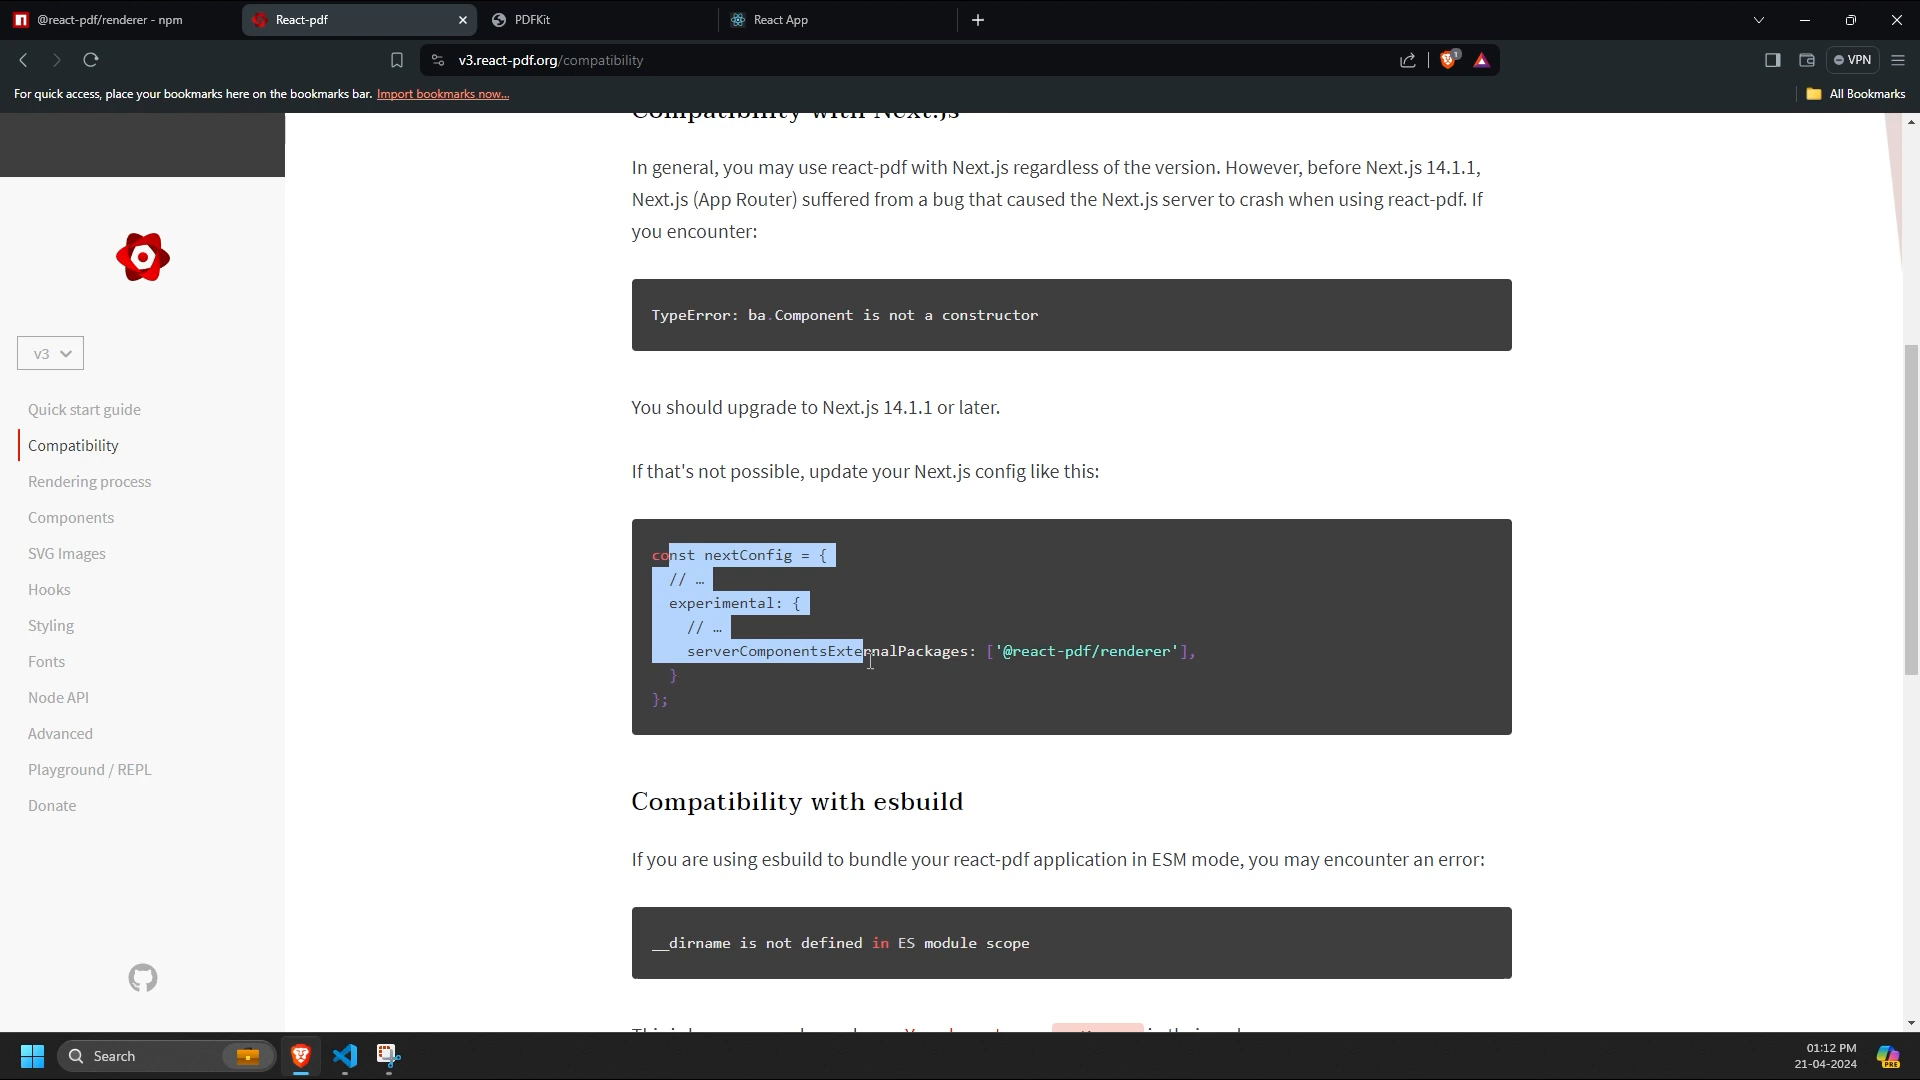 @react-pdf/renderer - npm
React-pdf
PDFKit
React App
v3.react-pdf.org/compatibility
1
VPN
For quick access, place your bookmarks here on the bookmarks bar. Import bookmarks now...
All Bookmarks
Compatibility with Next.js
In general, you may use react-pdf with Next.js regardless of the version. However, before Next.js 14.1.1,
Next.js (App Router) suffered from a bug that caused the Next.js server to crash when using react-pdf. If
you encounter:
TypeError: ba.Component is not a constructor
You should upgrade to Next.js 14.1.1 or later.
If that's not possible, update your Next.js config like this:
const nextConfig = {
// …
experimental: {
// …
serverComponentsExternalPackages: ['@react-pdf/renderer'],
}
};
Compatibility with esbuild
If you are using esbuild to bundle your react-pdf application in ESM mode, you may encounter an error:
__dirname is not defined in ES module scope
v3
Quick start guide
Compatibility
Rendering process
Components
SVG Images
Hooks
Styling
Fonts
Node API
Advanced
Playground / REPL
Donate
Search
01:12 PM
21-04-2024
PRE